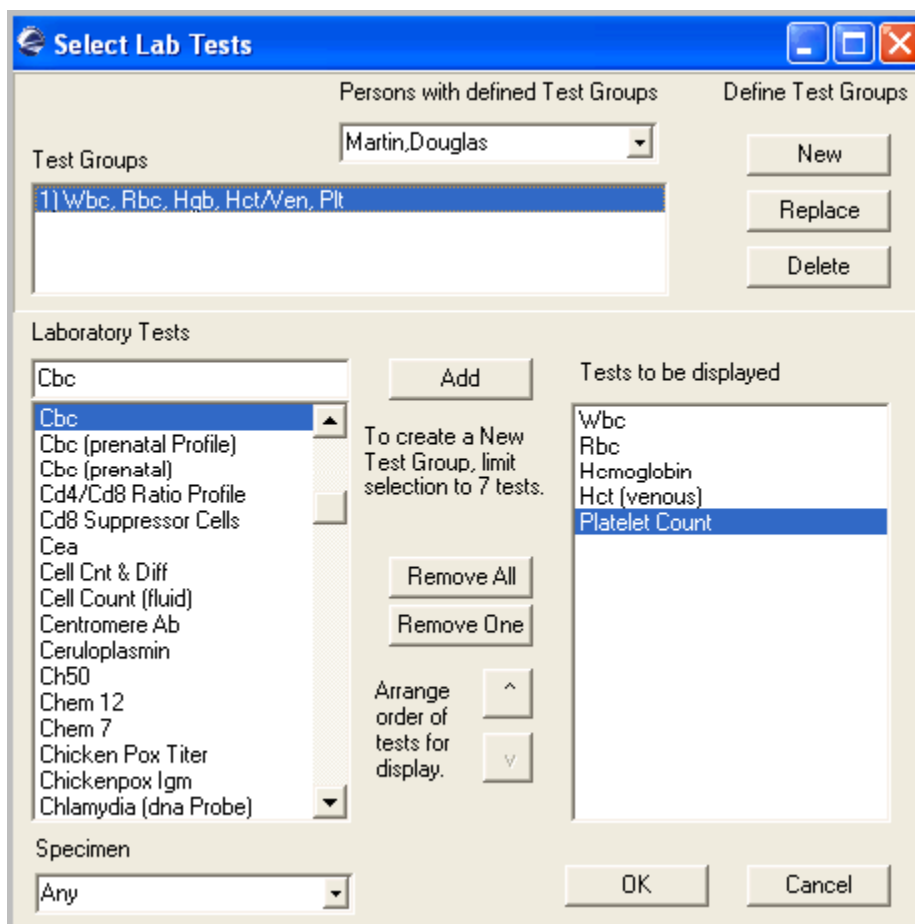 Select Lab Tests
Persons with defined Test Groups
Define Test Groups
Martin,Douglas
New
Test Groups
1) Wbc, Rbc, Hgb, Hct/Ven, Plt
Replace
Delete
Laboratory Tests
Cbc
Add
Tests to be displayed
Cbc
Cbc (prenatal Profile)
Cbc (prenatal)
Cd4/Cd8 Ratio Profile
Cd8 Suppressor Cells
Cea
Cell Cnt & Diff
Cell Count (fluid)
Centromere Ab
Ceruloplasmin
Ch50
Chem 12
Chem 7
Chicken Pox Titer
Chickenpox Igm
Chlamydia (dna Probe)
To create a New
Test Group, limit
selection to 7 tests.
Remove All
Remove One
Arrange
order of
tests for
display.
^
v
Wbc
Rbc
Hemoglobin
Hct (venous)
Platelet Count
Specimen
Any
OK
Cancel